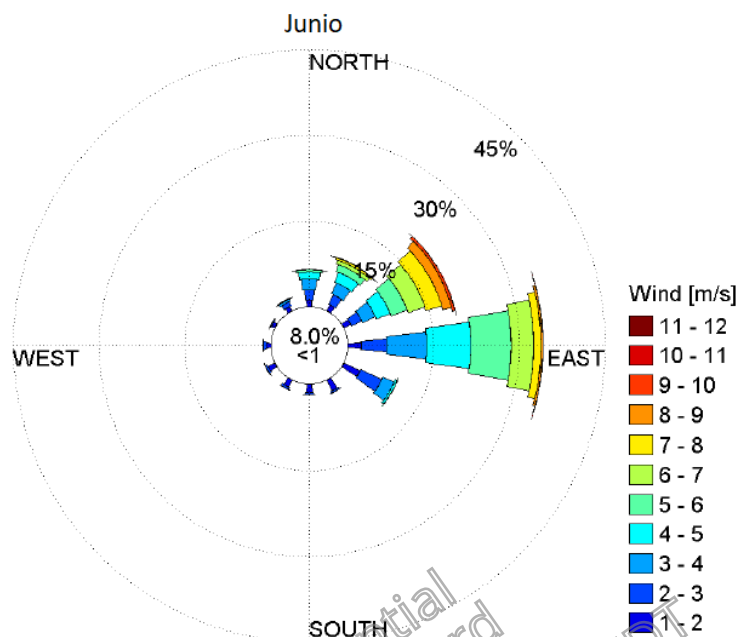 Junio
NORTH
45%
30%
15%
8.0%
<1
WEST
EAST
SOUTH
Wind [m/s]
11 - 12
10 - 11
9 - 10
8 - 9
7 - 8
6 - 7
5 - 6
4 - 5
3 - 4
2 - 3
1 - 2